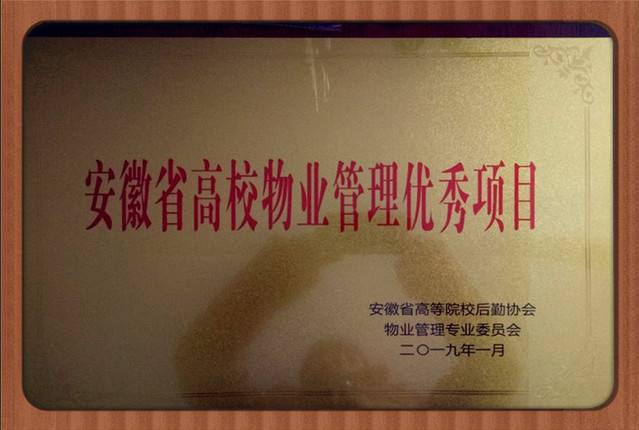 安徽省高校物业管理优秀项目
安徽省高等院校后勤协会
物业管理专业委员会
二〇一九年一月